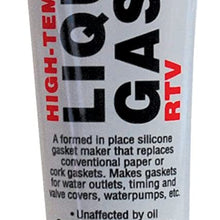 HIGH-TEM
LIQU
GAS
RTV
A formed in place silicone
gasket maker that replaces
conventional paper or
cork gaskets. Makes gaskets
for water outlets, timing and
valve covers, waterpumps, etc.
• Unaffected by oil